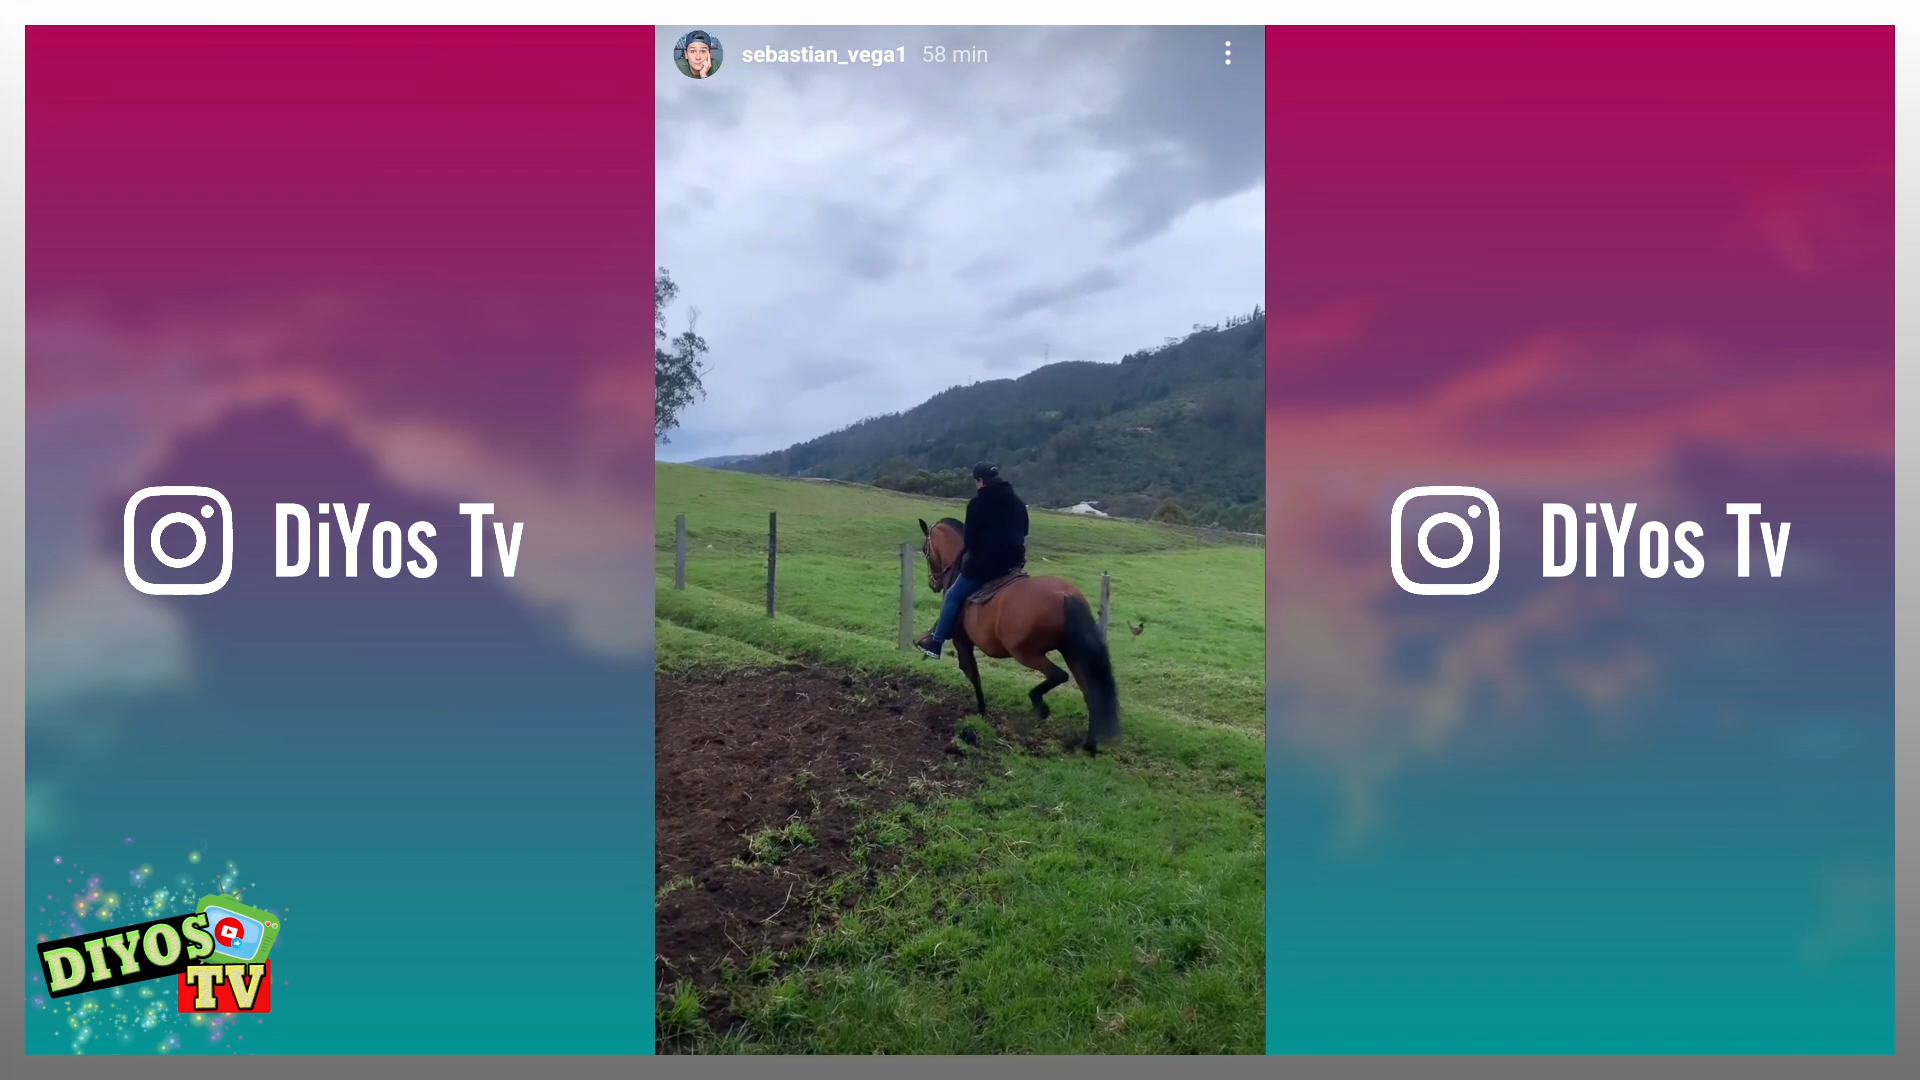 sebastian_vega1 58 min
DiYos Tv
DiYos Tv
DIYOS
TV